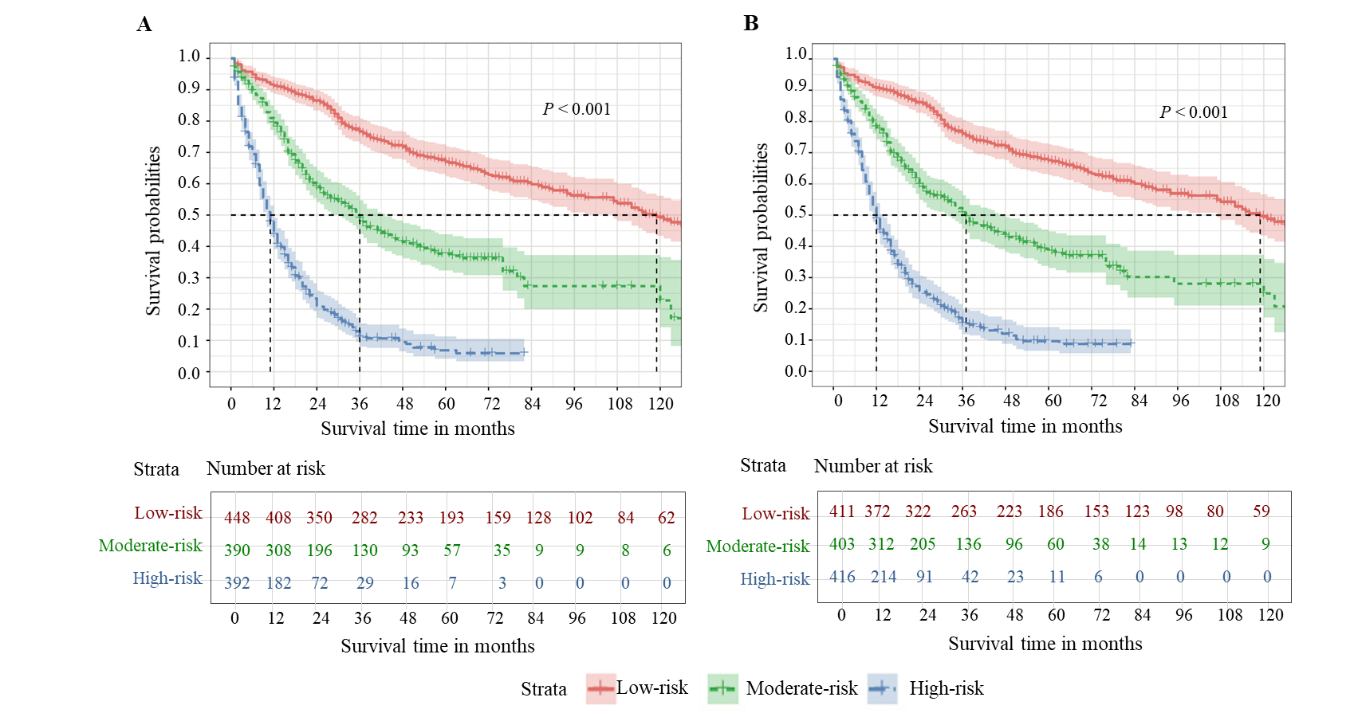 A
1.0
0.9
0.8
0.7
0.6
0.5
0.4
0.3
0.2
0.1
0.0
Survival probabilities
P < 0.001
0 12 24 36 48 60 72 84 96 108 120
Survival time in months
Strata Number at risk
Low-risk 448 408 350 282 233 193 159 128 102 84 62
Moderate-risk 390 308 196 130 93 57 35 9 9 8 6
High-risk 392 182 72 29 16 7 3 0 0 0 0
0 12 24 36 48 60 72 84 96 108 120
Survival time in months
B
1.0
0.9
0.8
0.7
0.6
0.5
0.4
0.3
0.2
0.1
0.0
Survival probabilities
P < 0.001
0 12 24 36 48 60 72 84 96 108 120
Survival time in months
Strata Number at risk
Low-risk 411 372 322 263 223 186 153 123 98 80 59
Moderate-risk 403 312 205 136 96 60 38 14 13 12 9
High-risk 416 214 91 42 23 11 6 0 0 0 0
0 12 24 36 48 60 72 84 96 108 120
Survival time in months
Strata Low-risk Moderate-risk High-risk